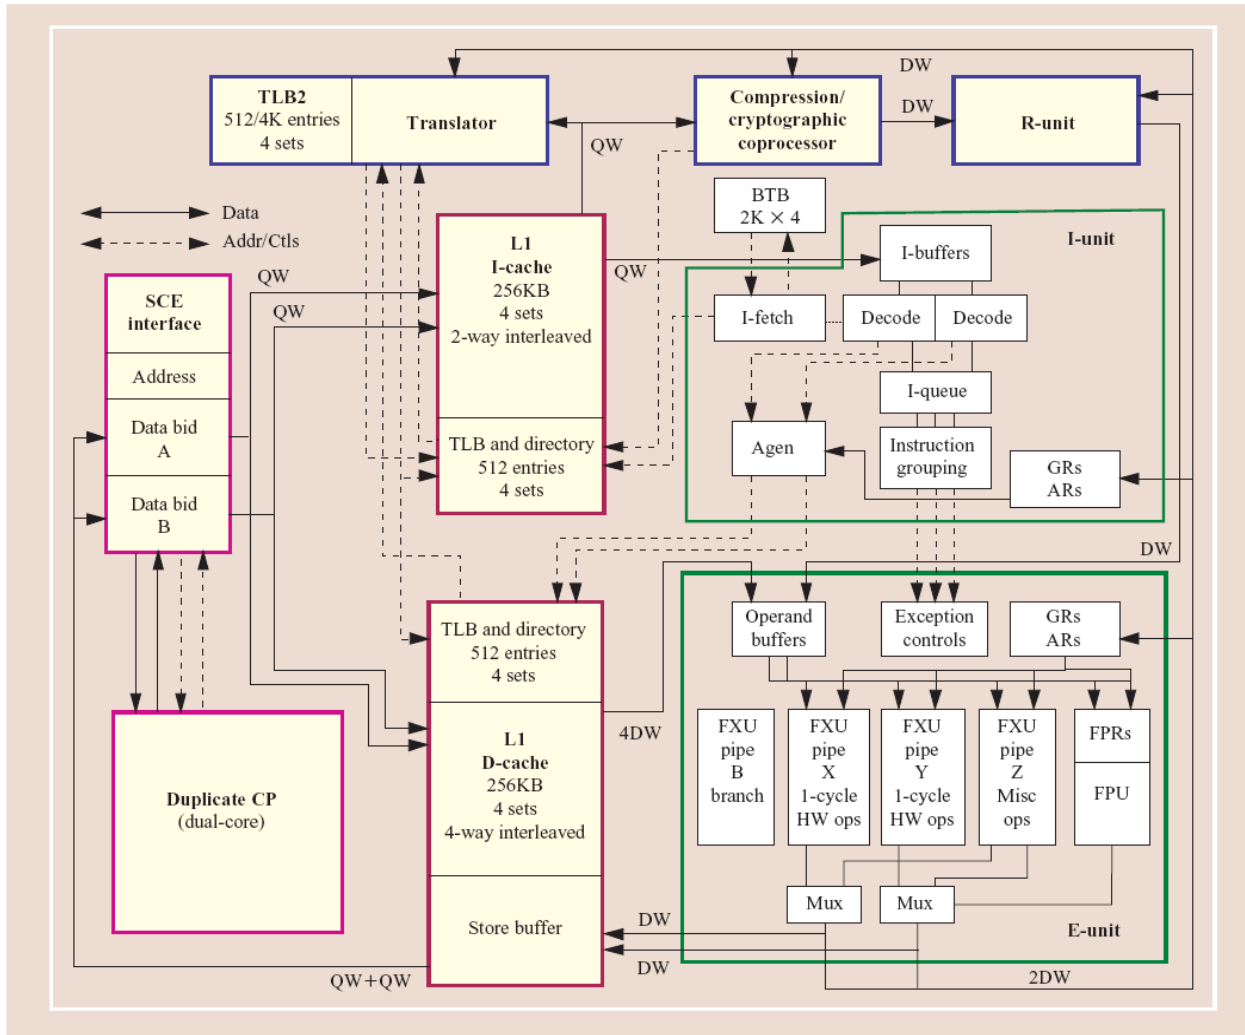 DW
TLB2
512/4K entries
4 sets
Translator
Compression/
cryptographic
coprocessor
DW
R-unit
QW
BTB
2K × 4
Data
Addr/Ctls
I-unit
L1
I-cache
256KB
4 sets
2-way interleaved
QW
I-buffers
QW
SCE
interface
QW
I-fetch
Decode
Decode
Address
I-queue
Data bid
A
TLB and directory
512 entries
4 sets
Agen
Instruction
grouping
GRs
ARs
Data bid
B
DW
TLB and directory
512 entries
4 sets
Operand
buffers
Exception
controls
GRs
ARs
4DW
L1
D-cache
256KB
4 sets
4-way interleaved
FXU
pipe
B
branch
FXU
pipe
X
1-cycle
HW ops
FXU
pipe
Y
1-cycle
HW ops
FXU
pipe
Z
Misc
ops
FPRs
FPU
Duplicate CP
(dual-core)
Mux
Mux
Store buffer
DW
E-unit
DW
QW+QW
2DW